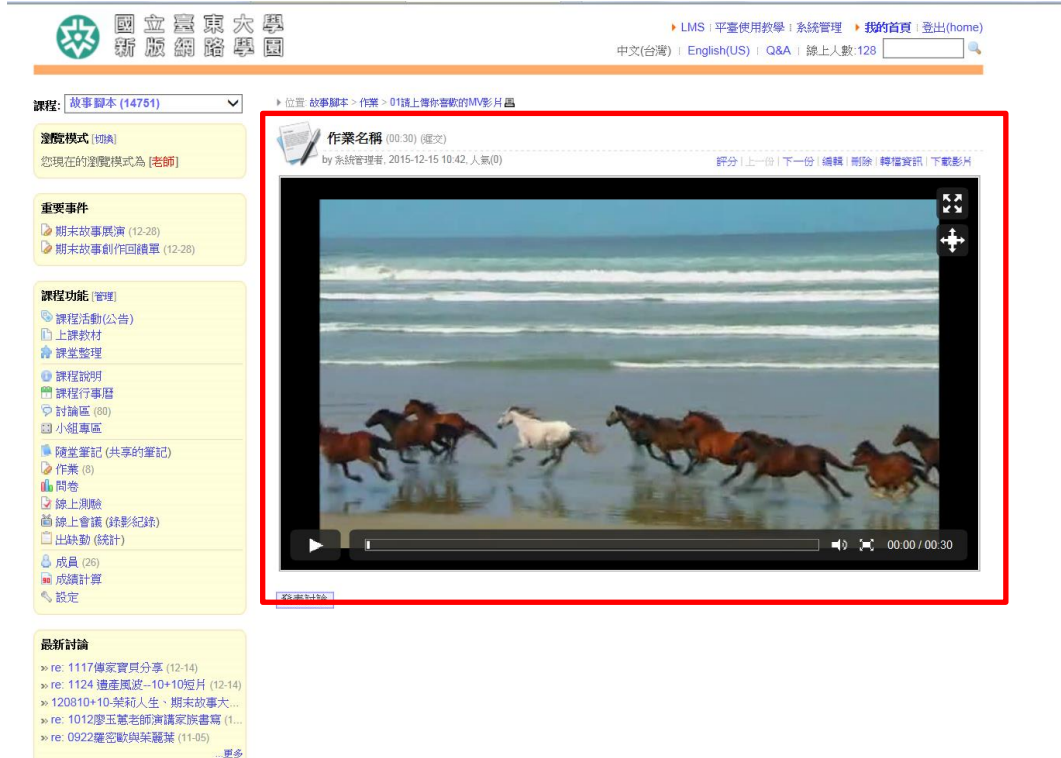 國立臺東大學
新版網路學園
LMS | 平臺使用教學 | 系統管理 我的首頁 | 登出(home)
中文(台灣) | English(US) | Q&A | 線上人數:128
課程: 故事腳本 (14751)
位置: 故事腳本 > 作業 > 01請上傳你喜歡的MV影片
瀏覽模式 [切換]
您現在的瀏覽模式為 [老師]
重要事件
期末故事展演 (12-28)
期末故事創作回饋單 (12-28)
課程功能 [管理]
課程活動(公告)
上課教材
課堂整理
課程說明
課程行事曆
討論區 (80)
小組專區
隨堂筆記 (共享的筆記)
作業 (8)
問卷
線上測驗
線上會議 (錄影紀錄)
出缺勤 (統計)
成員 (26)
成績計算
設定
最新討論
» re: 1117傳家寶貝分享 (12-14)
» re: 1124 遺產風波--10+10短片 (12-14)
» 120810+10-茱莉人生、期末故事大...
» re: 1012廖玉蕙老師演講家族書寫 (1...
» re: 0922羅密歐與茱麗葉 (11-05)
...更多
作業名稱 (00:30) (遲交)
by 系統管理者, 2015-12-15 10:42, 人氣(0)
評分 | 上一份 | 下一份 | 編輯 | 刪除 | 轉檔資訊 | 下載影片
00:00 / 00:30
發表討論